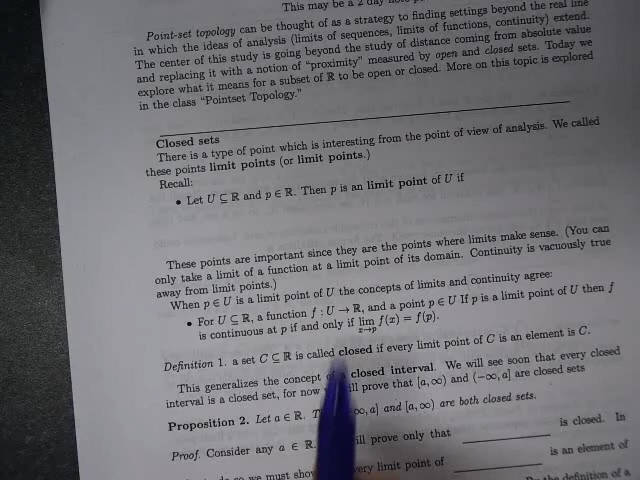 This may be a 2 day note p
Point-set topology can be thought of as a strategy to finding settings beyond the real line
in which the ideas of analysis (limits of sequences, limits of functions, continuity) extend.
The center of this study is going beyond the study of distance coming from absolute value
and replacing it with a notion of "proximity" measured by open and closed sets. Today we
explore what it means for a subset of ℝ to be open or closed. More on this topic is explored
in the class "Pointset Topology."
Closed sets
There is a type of point which is interesting from the point of view of analysis. We called
these points limit points (or limit points.)
Recall:
• Let U ⊆ ℝ and p ∈ ℝ. Then p is an limit point of U if
These points are important since they are the points where limits make sense. (You can
only take a limit of a function at a limit point of its domain. Continuity is vacuously true
away from limit points.)
When p ∈ U is a limit point of U the concepts of limits and continuity agree:
• For U ⊆ ℝ, a function f : U → ℝ, and a point p ∈ U If p is a limit point of U then f
is continuous at p if and only if lim x→p f(x) = f(p).
Definition 1. a set C ⊆ ℝ is called closed if every limit point of C is an element is C.
This generalizes the concept of closed interval. We will see soon that every closed
interval is a closed set, for now will prove that [a, ∞) and (−∞, a] are closed sets
Proposition 2. Let a ∈ ℝ. ∞, a] and [a, ∞) are both closed sets.
Proof. Consider any a ∈ ℝ. will prove only that is closed. In
we must show every limit point of is an element of
the definition of a